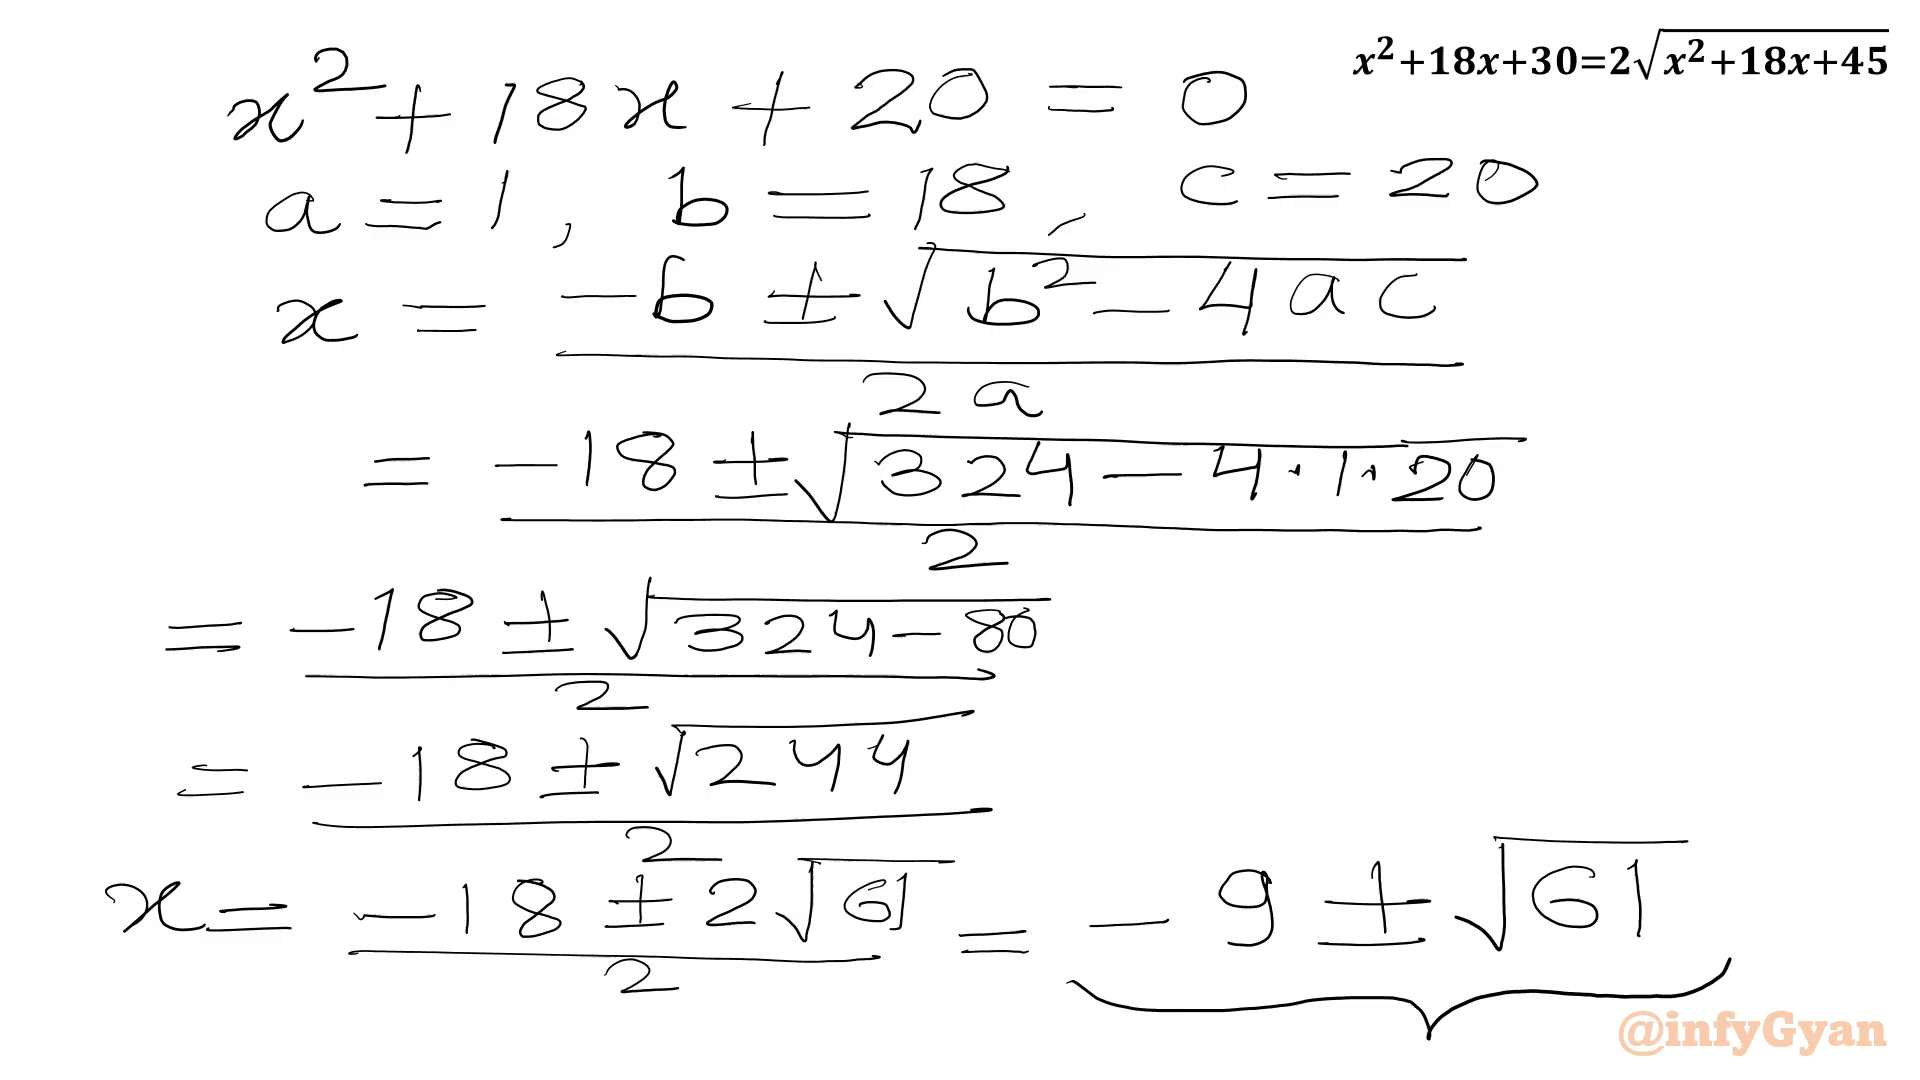 x²+18x+30=2√(x²+18x+45)
x² + 18x + 20 = 0
a = 1, b = 18, c = 20
x = (-b ± √(b² - 4ac)) / 2a
= (-18 ± √(324 - 4·1·20)) / 2
= (-18 ± √(324 - 80)) / 2
= (-18 ± √244) / 2
x = (-18 ± 2√61) / 2 = -9 ± √61
@infyGyan